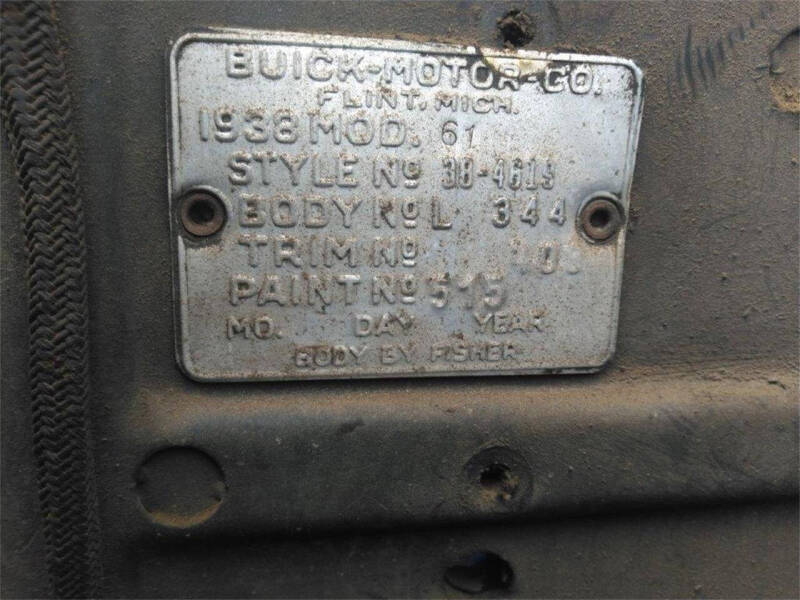 BUICK-MOTOR-CO.
FLINT. MICH.
1938 MOD. 61
STYLE No 38-4619
BODY No L 344
TRIM No
PAINT No 515
MO. DAY YEAR
BODY BY FISHER